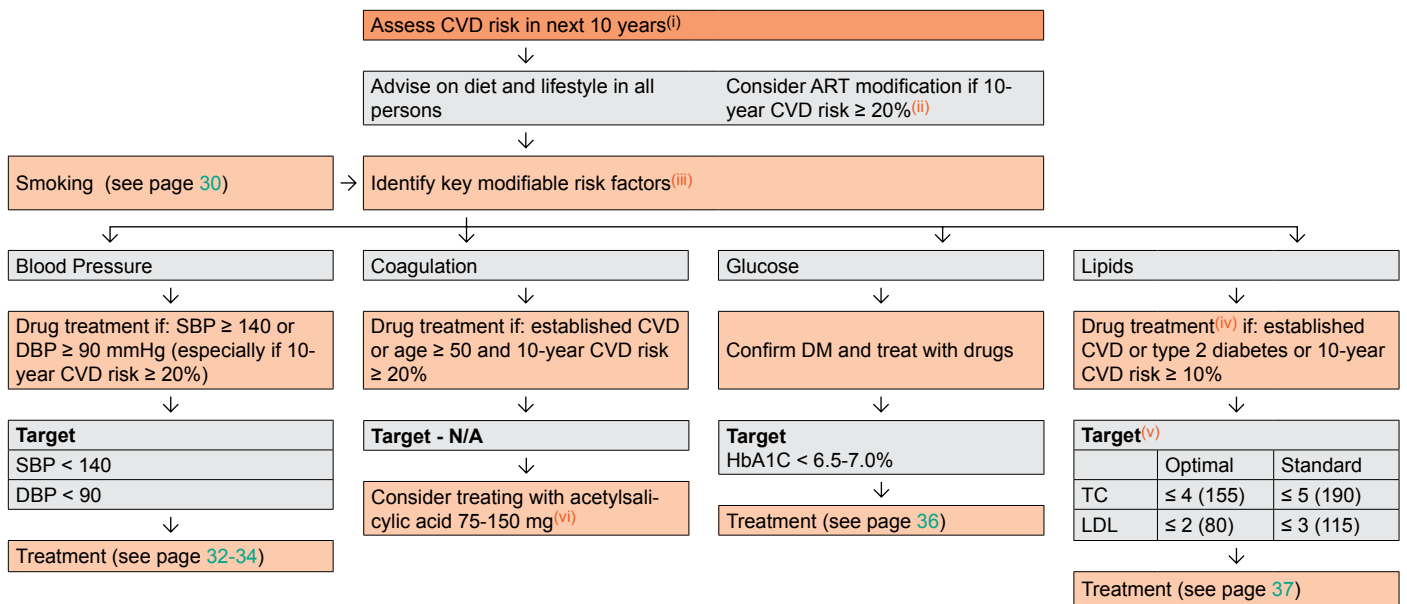 Assess CVD risk in next 10 years(i)
Advise on diet and lifestyle in all
persons
Consider ART modification if 10-
year CVD risk ≥ 20%(ii)
Smoking (see page 30)
Identify key modifiable risk factors(iii)
Blood Pressure
Coagulation
Glucose
Lipids
Drug treatment if: SBP ≥ 140 or
DBP ≥ 90 mmHg (especially if 10-
year CVD risk ≥ 20%)
Drug treatment if: established CVD
or age ≥ 50 and 10-year CVD risk
≥ 20%
Confirm DM and treat with drugs
Drug treatment(iv) if: established
CVD or type 2 diabetes or 10-year
CVD risk ≥ 10%
Target
SBP < 140
DBP < 90
Target - N/A
Target
HbA1C < 6.5-7.0%
Target(v)
Optimal Standard
TC ≤ 4 (155) ≤ 5 (190)
LDL ≤ 2 (80) ≤ 3 (115)
Consider treating with acetylsali-
cylic acid 75-150 mg(vi)
Treatment (see page 36)
Treatment (see page 32-34)
Treatment (see page 37)